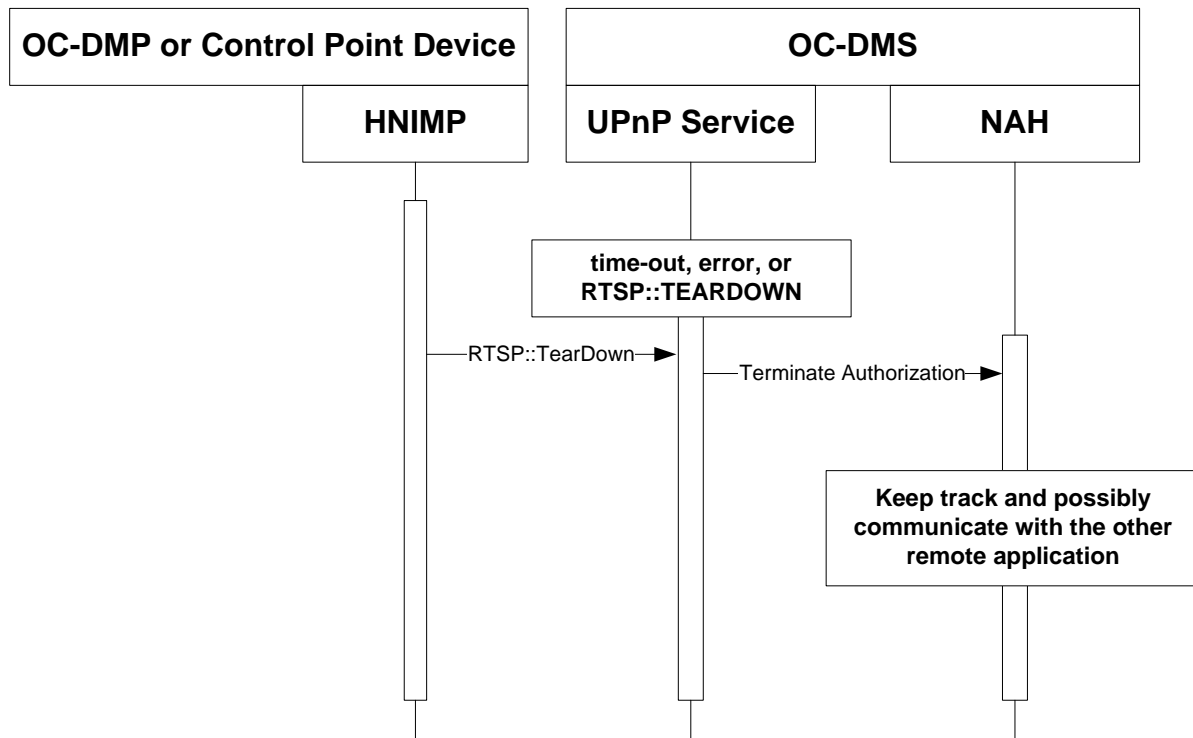 OC-DMP or Control Point Device
OC-DMS
HNIMP
UPnP Service
NAH
time-out, error, or
RTSP::TEARDOWN
RTSP::TearDown
Terminate Authorization
Keep track and possibly
communicate with the other
remote application